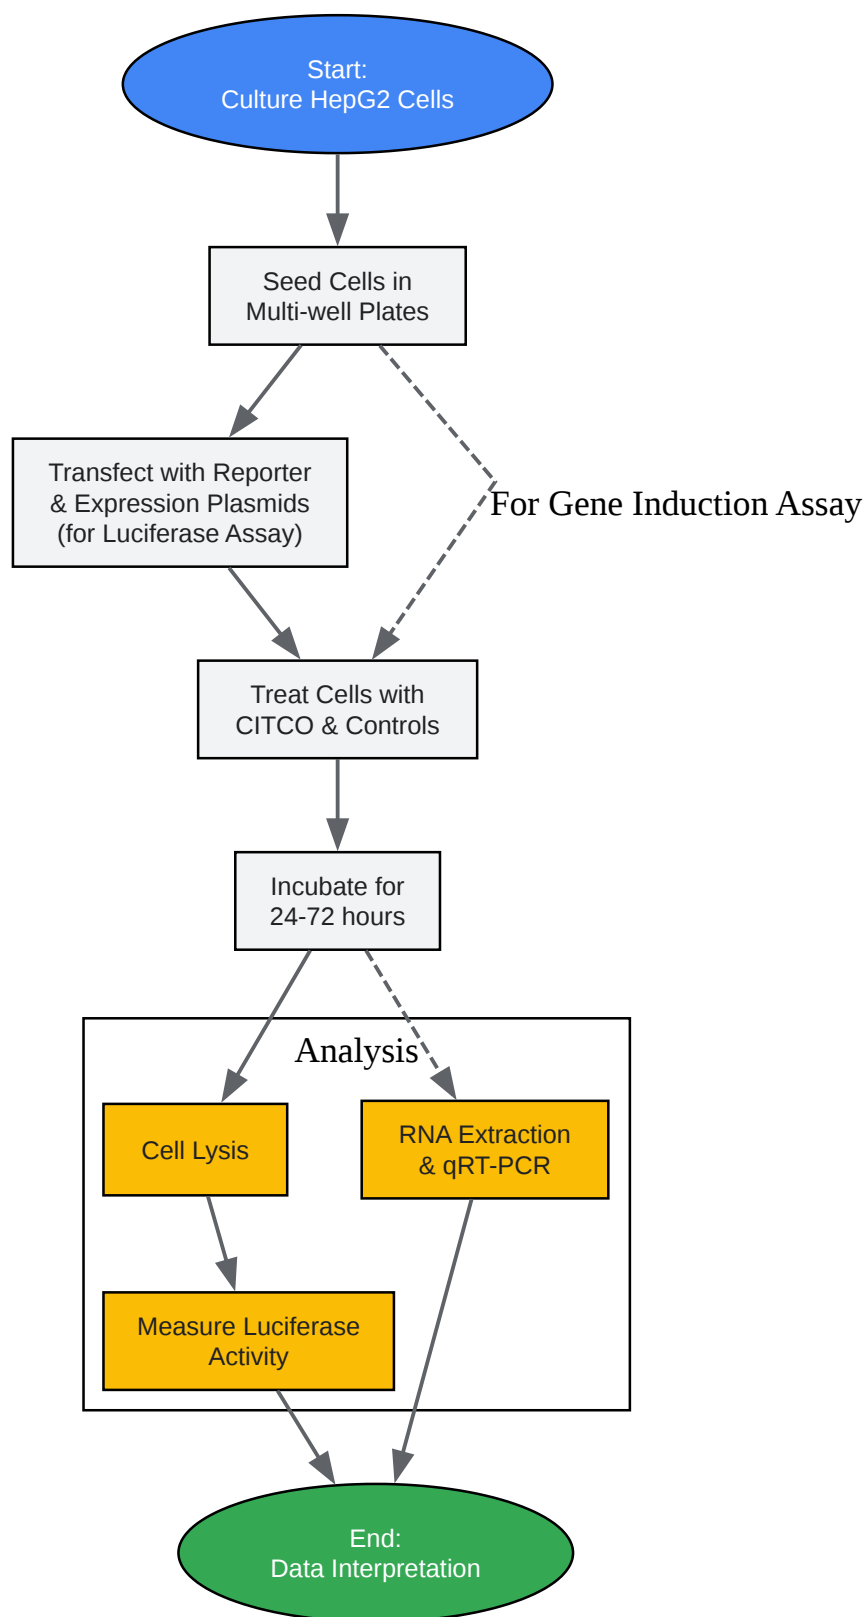 Start:
Culture HepG2 Cells
Seed Cells in
Multi-well Plates
Transfect with Reporter
& Expression Plasmids
(for Luciferase Assay)
For Gene Induction Assay
Treat Cells with
CITCO & Controls
Incubate for
24-72 hours
Analysis
Cell Lysis
RNA Extraction
& qRT-PCR
Measure Luciferase
Activity
End:
Data Interpretation